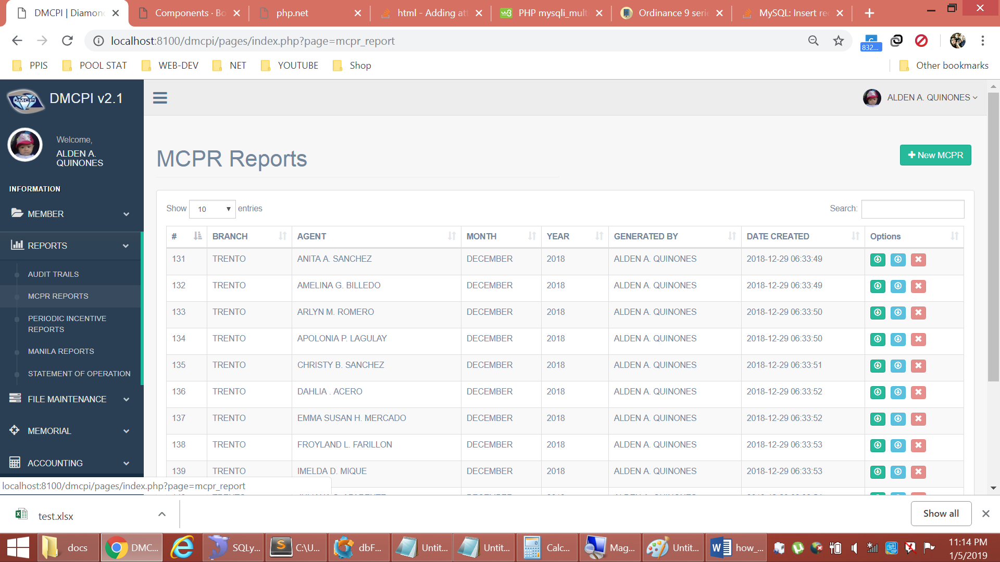 DMCPI | Diamon
Components · Bo
php.net
html - Adding att
PHP mysqli_mult
Ordinance 9 serie
MySQL: Insert rec
localhost:8100/dmcpi/pages/index.php?page=mcpr_report
832...
PPIS
POOL STAT
WEB-DEV
NET
YOUTUBE
Shop
Other bookmarks
DMCPI
DMCPI v2.1
ALDEN A. QUINONES
Welcome,
ALDEN A.
QUINONES
INFORMATION
MEMBER
REPORTS
AUDIT TRAILS
MCPR REPORTS
PERIODIC INCENTIVE
REPORTS
MANILA REPORTS
STATEMENT OF OPERATION
FILE MAINTENANCE
MEMORIAL
ACCOUNTING
MCPR Reports
New MCPR
Show 10 entries
Search:
# BRANCH AGENT MONTH YEAR GENERATED BY DATE CREATED Options
131 TRENTO ANITA A. SANCHEZ DECEMBER 2018 ALDEN A. QUINONES 2018-12-29 06:33:49
132 TRENTO AMELINA G. BILLEDO DECEMBER 2018 ALDEN A. QUINONES 2018-12-29 06:33:49
133 TRENTO ARLYN M. ROMERO DECEMBER 2018 ALDEN A. QUINONES 2018-12-29 06:33:50
134 TRENTO APOLONIA P. LAGULAY DECEMBER 2018 ALDEN A. QUINONES 2018-12-29 06:33:50
135 TRENTO CHRISTY B. SANCHEZ DECEMBER 2018 ALDEN A. QUINONES 2018-12-29 06:33:51
136 TRENTO DAHLIA . ACERO DECEMBER 2018 ALDEN A. QUINONES 2018-12-29 06:33:52
137 TRENTO EMMA SUSAN H. MERCADO DECEMBER 2018 ALDEN A. QUINONES 2018-12-29 06:33:52
138 TRENTO FROYLAND L. FARILLON DECEMBER 2018 ALDEN A. QUINONES 2018-12-29 06:33:53
139 TRENTO IMELDA D. MIQUE DECEMBER 2018 ALDEN A. QUINONES 2018-12-29 06:33:53
localhost:8100/dmcpi/pages/index.php?page=mcpr_report
test.xlsx
Show all
docs
DMC...
SQLy...
C:\U...
dbF...
Untit...
Untit...
Calc...
Mag...
Untit...
how_...
11:14 PM
1/5/2019